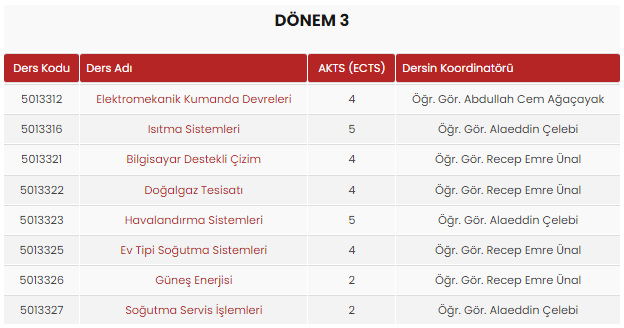 DÖNEM 3
Ders Kodu Ders Adı AKTS (ECTS) Dersin Koordinatörü
5013312 Elektromekanik Kumanda Devreleri 4 Öğr. Gör. Abdullah Cem Ağaçayak
5013316 Isıtma Sistemleri 5 Öğr. Gör. Alaeddin Çelebi
5013321 Bilgisayar Destekli Çizim 4 Öğr. Gör. Recep Emre Ünal
5013322 Doğalgaz Tesisatı 4 Öğr. Gör. Recep Emre Ünal
5013323 Havalandırma Sistemleri 5 Öğr. Gör. Alaeddin Çelebi
5013325 Ev Tipi Soğutma Sistemleri 4 Öğr. Gör. Recep Emre Ünal
5013326 Güneş Enerjisi 2 Öğr. Gör. Recep Emre Ünal
5013327 Soğutma Servis İşlemleri 2 Öğr. Gör. Alaeddin Çelebi